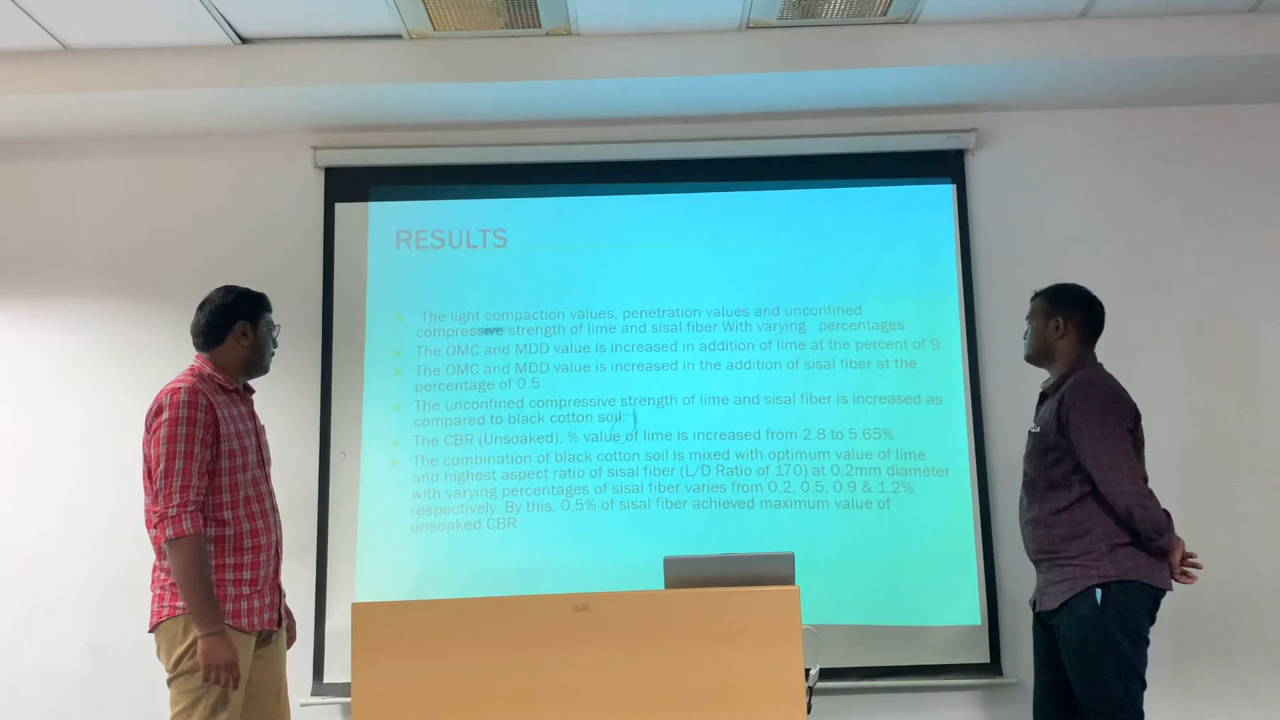 RESULTS
The light compaction values, penetration values and unconfined
compressive strength of lime and sisal fiber With varying percentages.
The OMC and MDD value is increased in addition of lime at the percent of 9.
The OMC and MDD value is increased in the addition of sisal fiber at the
percentage of 0.5.
The unconfined compressive strength of lime and sisal fiber is increased as
compared to black cotton soil.
The CBR (Unsoaked), % value of lime is increased from 2.8 to 5.65%.
The combination of black cotton soil is mixed with optimum value of lime
and highest aspect ratio of sisal fiber (L/D Ratio of 170) at 0.2mm diameter
with varying percentages of sisal fiber varies from 0.2, 0.5, 0.9 & 1.2%
respectively. By this, 0.5% of sisal fiber achieved maximum value of
unsoaked CBR